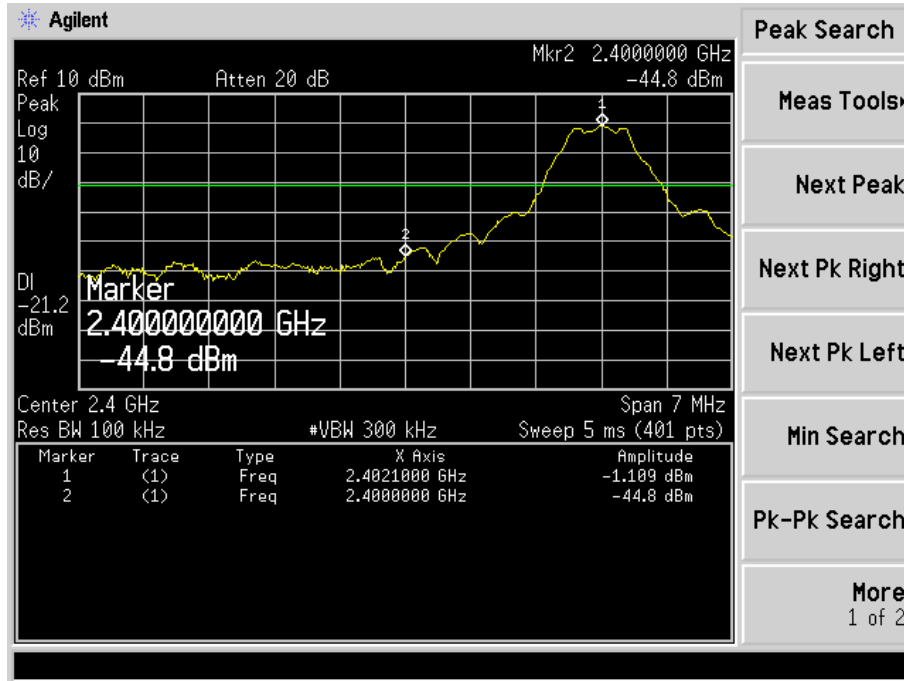 Agilent
Peak Search
Mkr2 2.4000000 GHz
Ref 10 dBm Atten 20 dB -44.8 dBm
Peak
Log
10
dB/
1
2
Meas Tools
Next Peak
Next Pk Right
DI
-21.2
dBm
Marker
2.400000000 GHz
-44.8 dBm
Next Pk Left
Center 2.4 GHz Span 7 MHz
Res BW 100 kHz #VBW 300 kHz Sweep 5 ms (401 pts)
Marker Trace Type X Axis Amplitude
1 (1) Freq 2.4021000 GHz -1.109 dBm
2 (1) Freq 2.4000000 GHz -44.8 dBm
Min Search
Pk-Pk Search
More
1 of 2